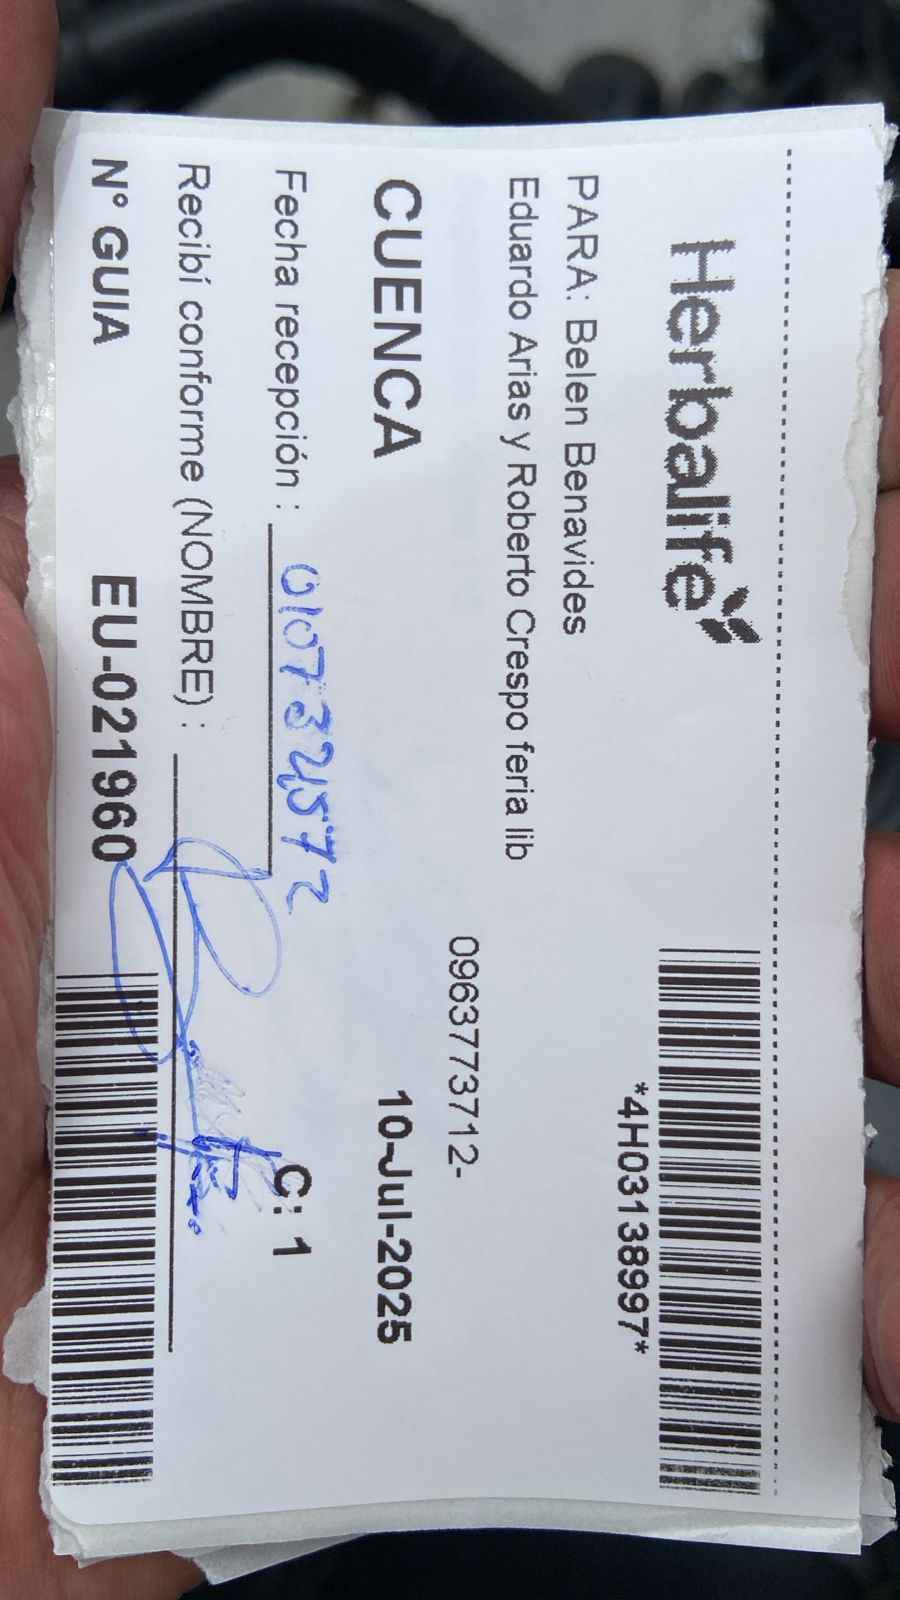 Herbalife
*4H03138997*
PARA: Belen Benavides
Eduardo Arias y Roberto Crespo feria lib
0963773712-
CUENCA 10-Jul-2025
Fecha recepción : 0107324572 C: 1
Recibí conforme (NOMBRE) :
N° GUIA EU-021960